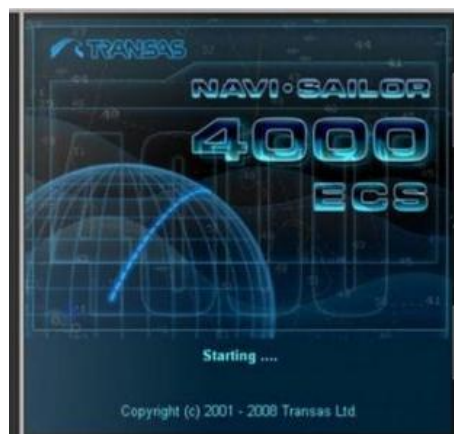 TRANSAS
NAVI·SAILOR
4000
ECS
Starting ....
Copyright (c) 2001 - 2008 Transas Ltd.